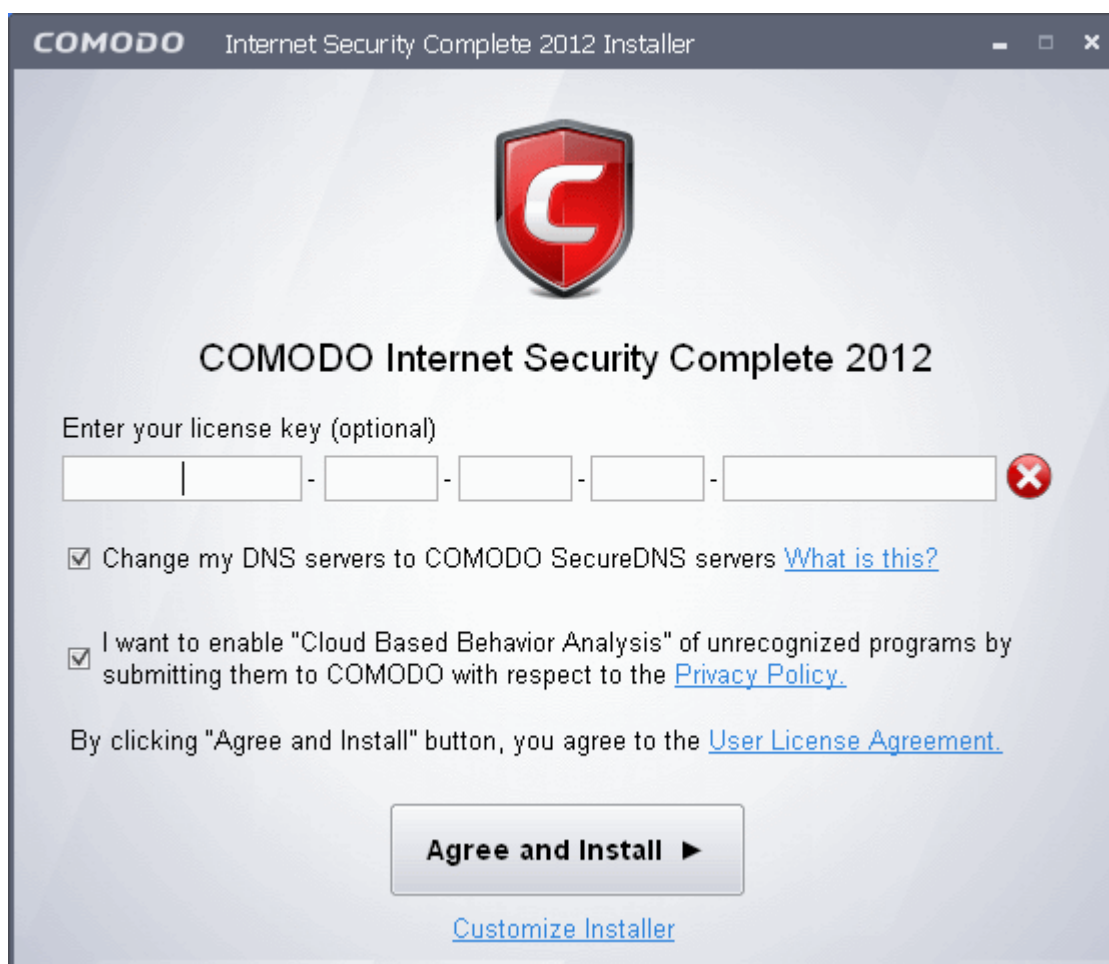 COMODO Internet Security Complete 2012 Installer
COMODO Internet Security Complete 2012
Enter your license key (optional)
- - - -
Change my DNS servers to COMODO SecureDNS servers What is this?
I want to enable "Cloud Based Behavior Analysis" of unrecognized programs by
submitting them to COMODO with respect to the Privacy Policy.
By clicking "Agree and Install" button, you agree to the User License Agreement.
Agree and Install ►
Customize Installer